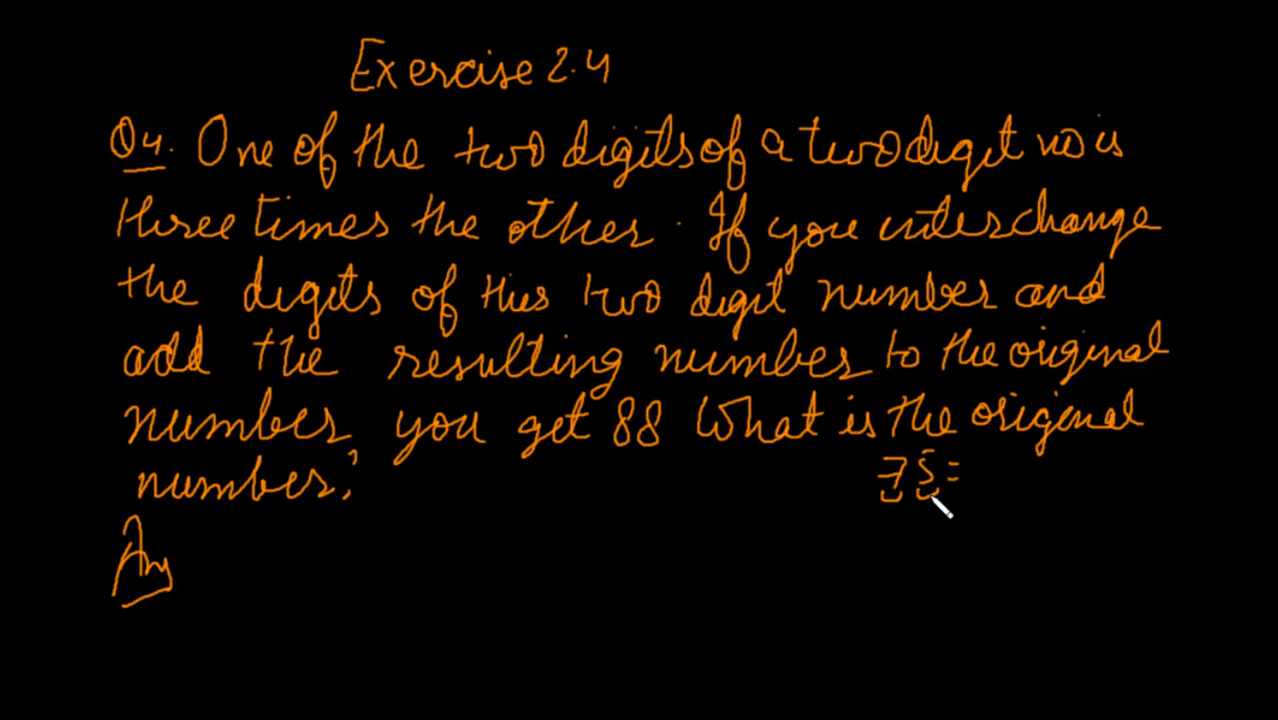 Exercise 2.4
Q4. One of the two digits of a two digit no is
three times the other. If you interchange
the digits of this two digit number and
add the resulting number to the original
number, you get 88 What is the original
number?
75=
Ans